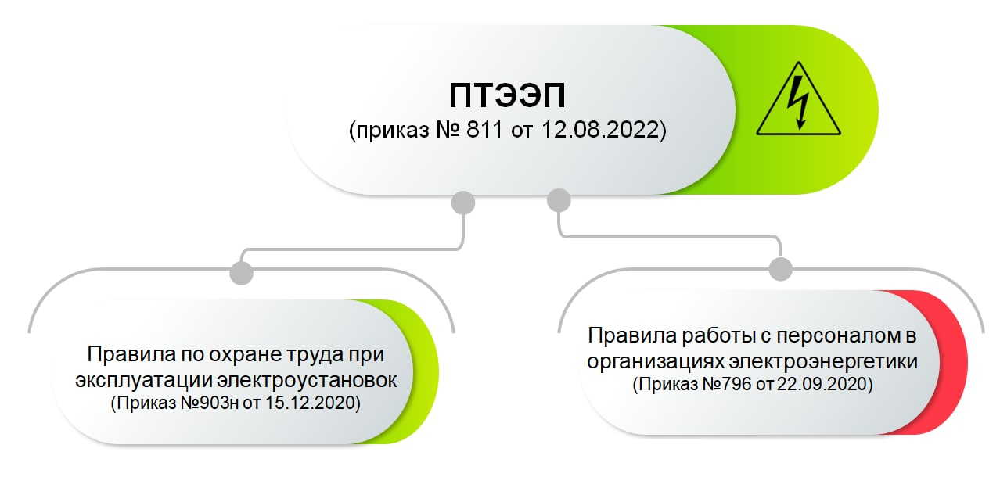 ПТЭЭП
(приказ № 811 от 12.08.2022)
Правила по охране труда при
эксплуатации электроустановок
(Приказ №903н от 15.12.2020)
Правила работы с персоналом в
организациях электроэнергетики
(Приказ №796 от 22.09.2020)